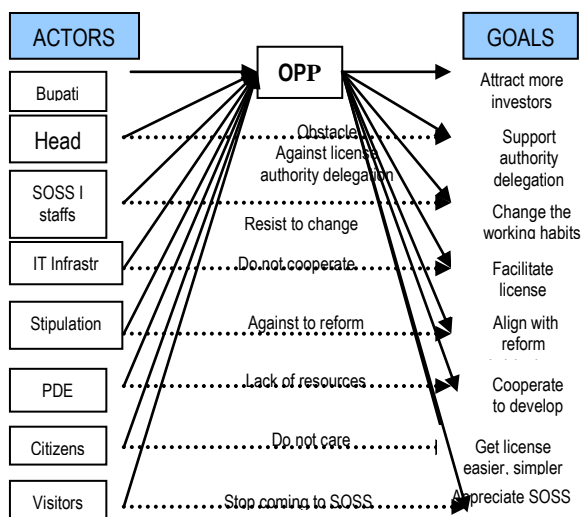 ACTORS
OPP
GOALS
Bupati
Attract more
investors
Head
Obstacle
Against license
authority delegation
Support
authority
delegation
SOSS I
staffs
Resist to change
Change the
working habits
IT Infrastr
Do not cooperate
Facilitate
license
Stipulation
Against to reform
Align with
reform
PDE
Lack of resources
Cooperate
to develop
Citizens
Do not care
Get license
easier, simpler
Visitors
Stop coming to SOSS
Appreciate SOSS